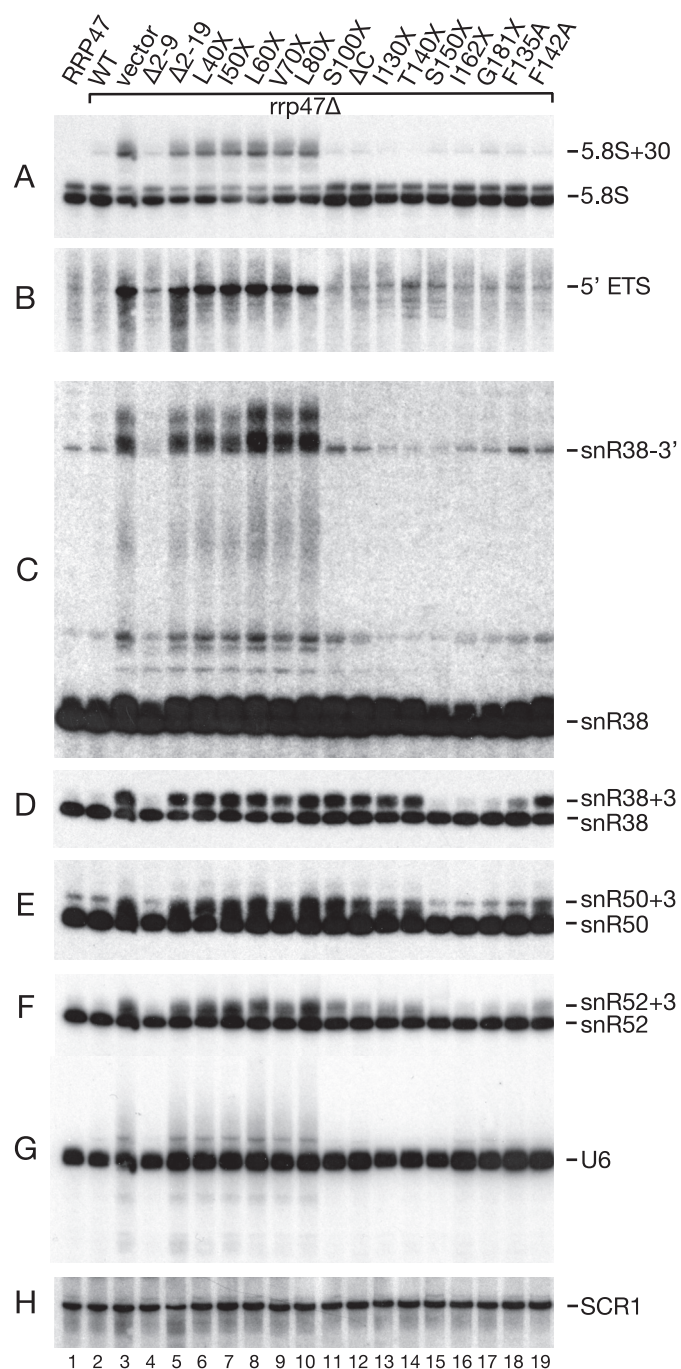 RRP47 WT vector Δ2-9 Δ2-19 L40X I50X L60X V70X L80X S100X ΔC I130X T140X S150X I162X G181X F135A F142A
rrp47Δ
A
5.8S+30
5.8S
B
5' ETS
C
snR38-3'
snR38
D
snR38+3
snR38
E
snR50+3
snR50
F
snR52+3
snR52
G
U6
H
SCR1
1 2 3 4 5 6 7 8 9 10 11 12 13 14 15 16 17 18 19